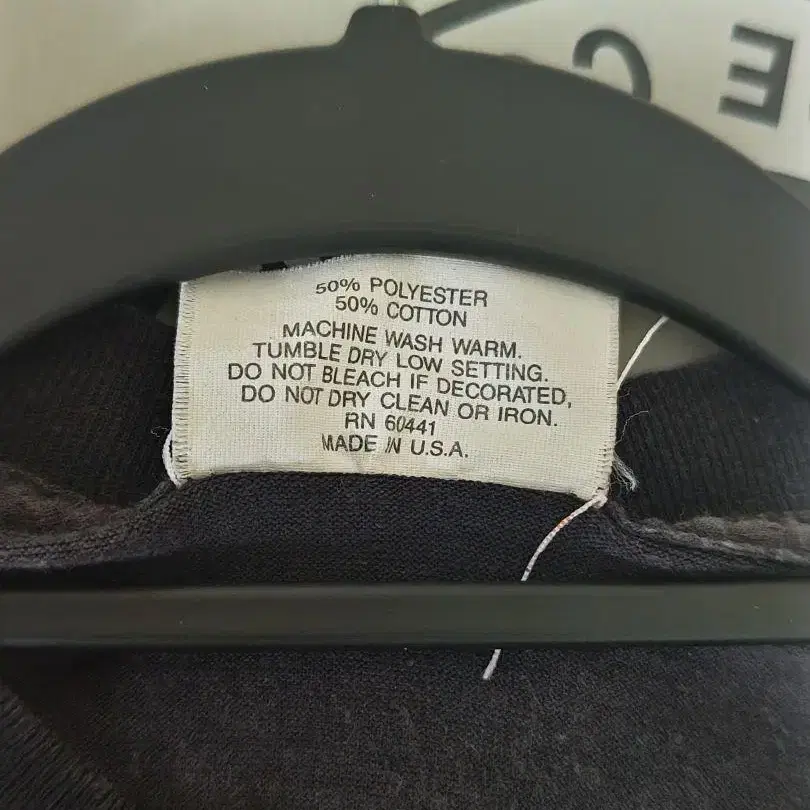 50% POLYESTER
50% COTTON
MACHINE WASH WARM.
TUMBLE DRY LOW SETTING.
DO NOT BLEACH IF DECORATED,
DO NOT DRY CLEAN OR IRON.
RN 60441
MADE IN U.S.A.